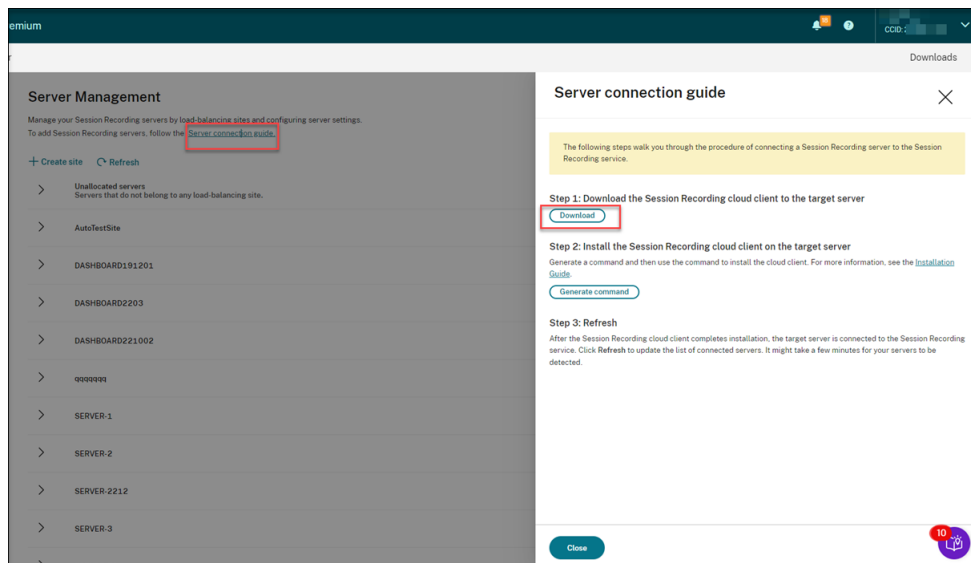 emium
CCID:
r
Downloads
Server Management
Manage your Session Recording servers by load-balancing sites and configuring server settings.
To add Session Recording servers, follow the Server connection guide.
Create site
Refresh
Unallocated servers
Servers that do not belong to any load-balancing site.
AutoTestSite
DASHBOARD191201
DASHBOARD2203
DASHBOARD221002
qqqqqqq
SERVER-1
SERVER-2
SERVER-2212
SERVER-3
Server connection guide
The following steps walk you through the procedure of connecting a Session Recording server to the Session
Recording service.
Step 1: Download the Session Recording cloud client to the target server
Download
Step 2: Install the Session Recording cloud client on the target server
Generate a command and then use the command to install the cloud client. For more information, see the Installation
Guide.
Generate command
Step 3: Refresh
After the Session Recording cloud client completes installation, the target server is connected to the Session Recording
service. Click Refresh to update the list of connected servers. It might take a few minutes for your servers to be
detected.
Close
10